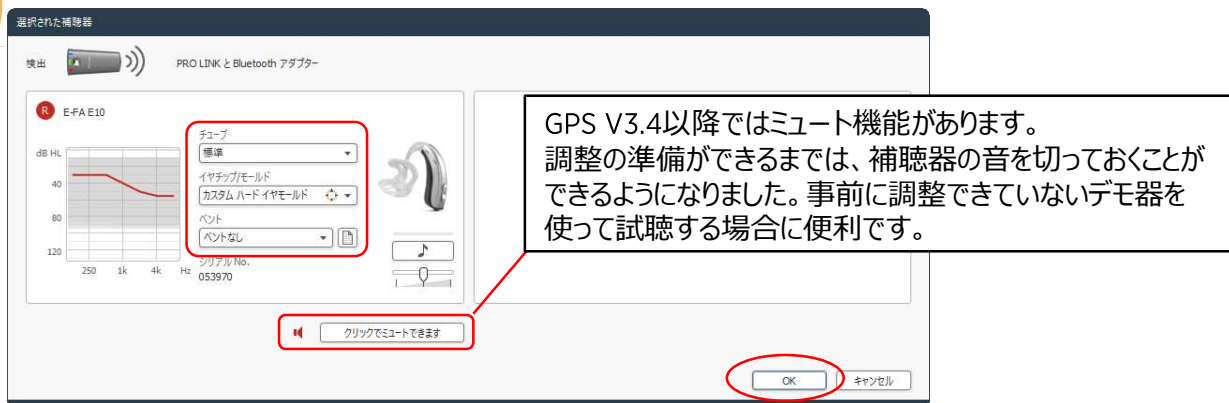 選択された補聴器
検出
PRO LINK と Bluetooth アダプター
R E-FA E10
チューブ
標準
イヤチップ/モールド
カスタム ハード イヤモールド
ベント
ベントなし
シリアル No.
053970
dB HL
40
80
120
250 1k 4k Hz
GPS V3.4以降ではミュート機能があります。
調整の準備ができるまでは、補聴器の音を切っておくことが
できるようになりました。事前に調整できていないデモ器を
使って試聴する場合に便利です。
クリックでミュートできます
OK
キャンセル